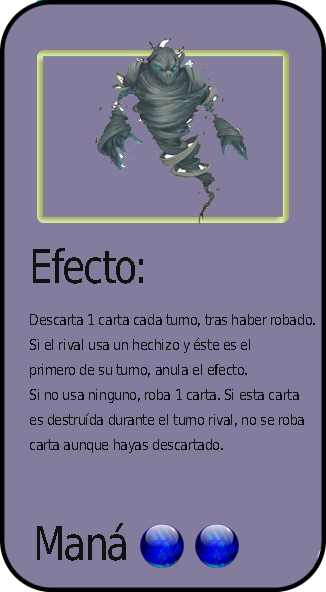 Efecto:
Descarta 1 carta cada turno, tras haber robado.
Si el rival usa un hechizo y éste es el
primero de su turno, anula el efecto.
Si no usa ninguno, roba 1 carta. Si esta carta
es destruída durante el turno rival, no se roba
carta aunque hayas descartado.
Maná